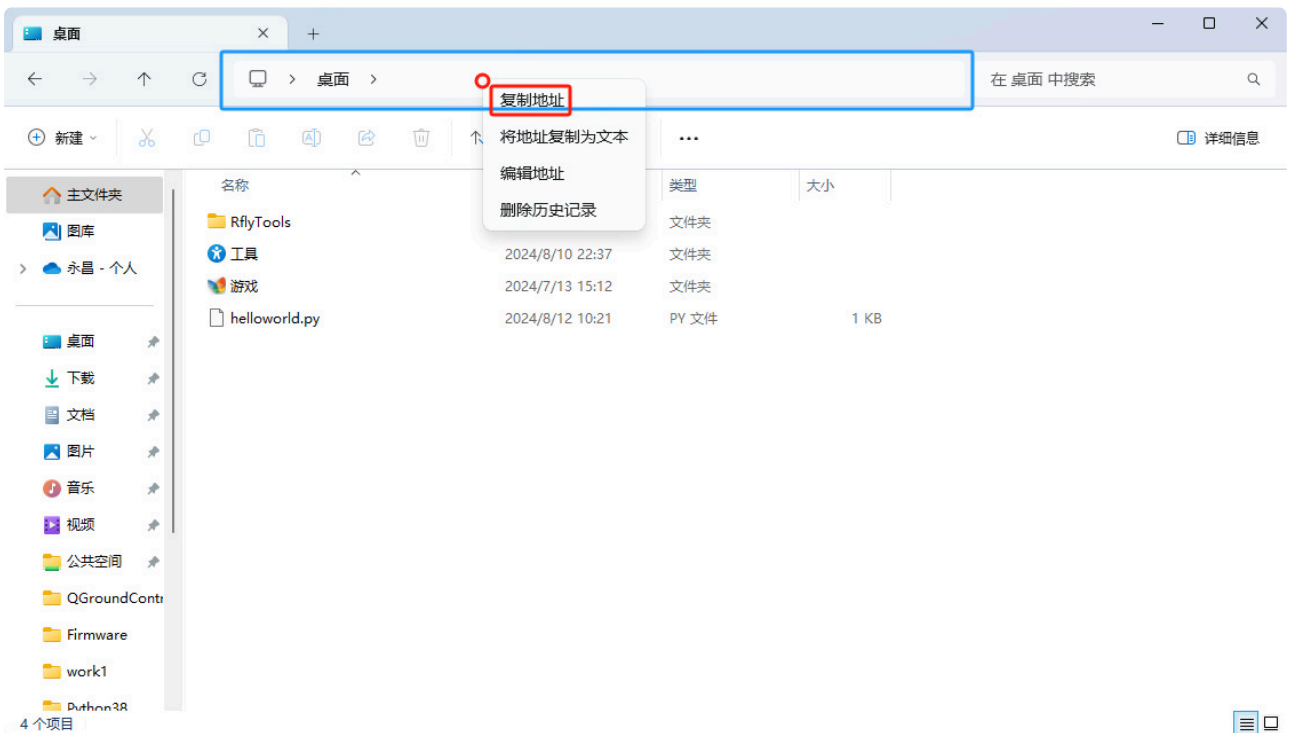 桌面
桌面
在 桌面 中搜索
复制地址
新建
将地址复制为文本
详细信息
编辑地址
主文件夹
名称
类型
大小
删除历史记录
图库
RflyTools
文件夹
永昌 - 个人
工具
2024/8/10 22:37
文件夹
游戏
2024/7/13 15:12
文件夹
helloworld.py
2024/8/12 10:21
PY 文件
1 KB
桌面
下载
文档
图片
音乐
视频
公共空间
QGroundContr
Firmware
work1
Python38
4 个项目